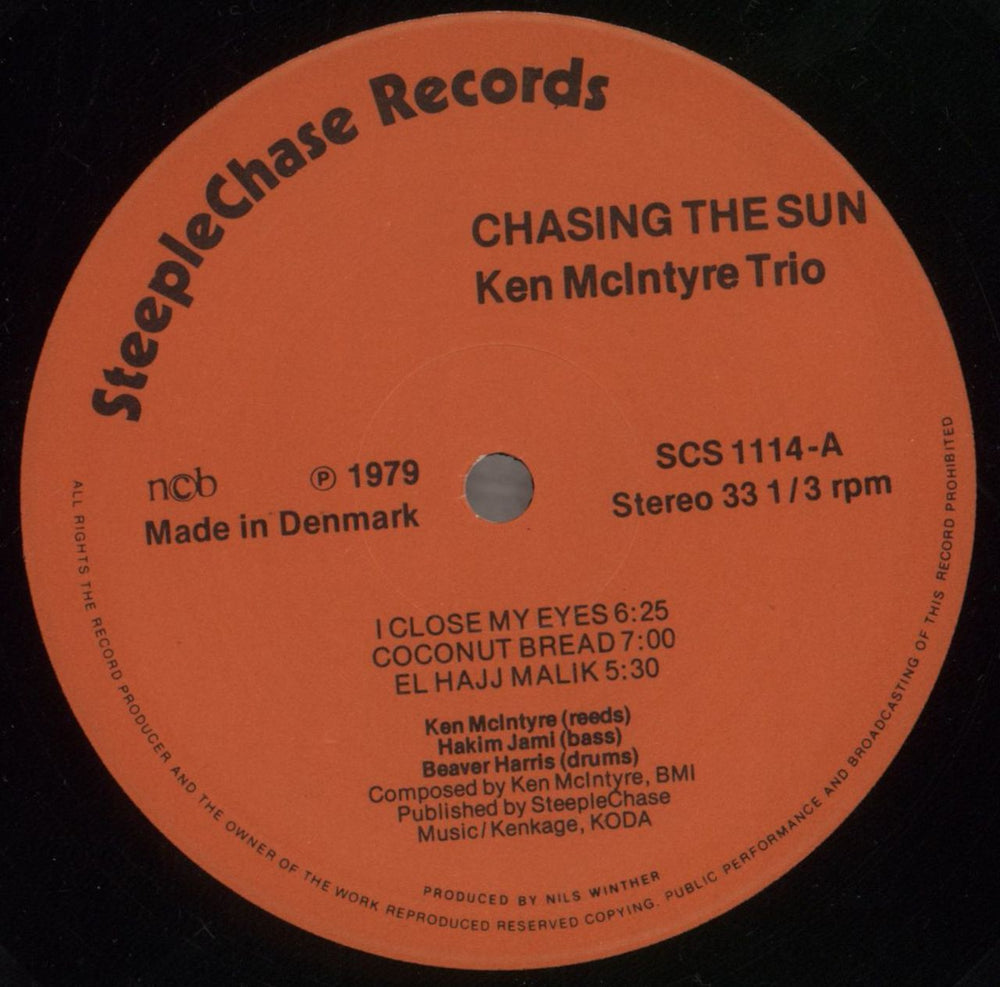 SteepleChase Records
CHASING THE SUN
Ken McIntyre Trio
ncb
℗ 1979
Made in Denmark
SCS 1114-A
Stereo 33 1/3 rpm
I CLOSE MY EYES 6:25
COCONUT BREAD 7:00
EL HAJJ MALIK 5:30
Ken McIntyre (reeds)
Hakim Jami (bass)
Beaver Harris (drums)
Composed by Ken McIntyre, BMI
Published by SteepleChase
Music/Kenkage, KODA
PRODUCED BY NILS WINTHER
ALL RIGHTS THE RECORD PRODUCER AND THE OWNER OF THE WORK REPRODUCED RESERVED COPYING. PUBLIC PERFORMANCE AND BROADCASTING OF THIS RECORD PROHIBITED